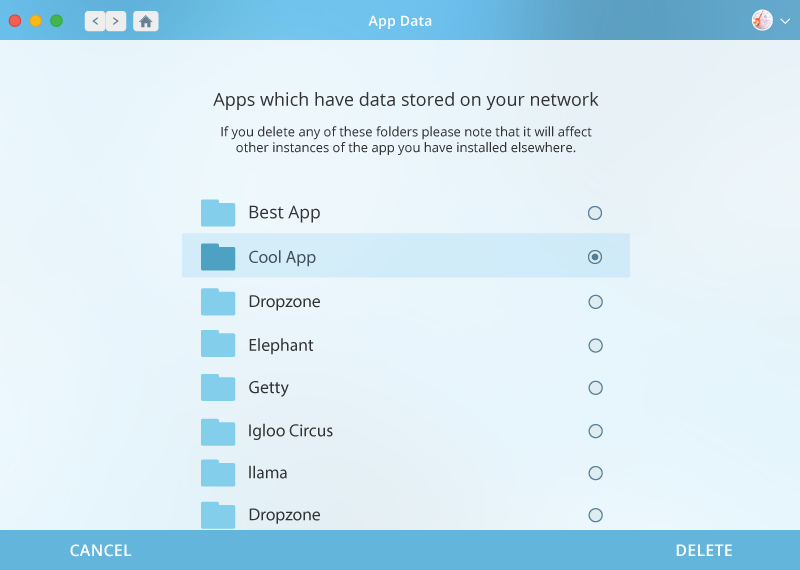 App Data
Apps which have data stored on your network
If you delete any of these folders please note that it will affect
other instances of the app you have installed elsewhere.
Best App
Cool App
Dropzone
Elephant
Getty
Igloo Circus
llama
Dropzone
CANCEL
DELETE